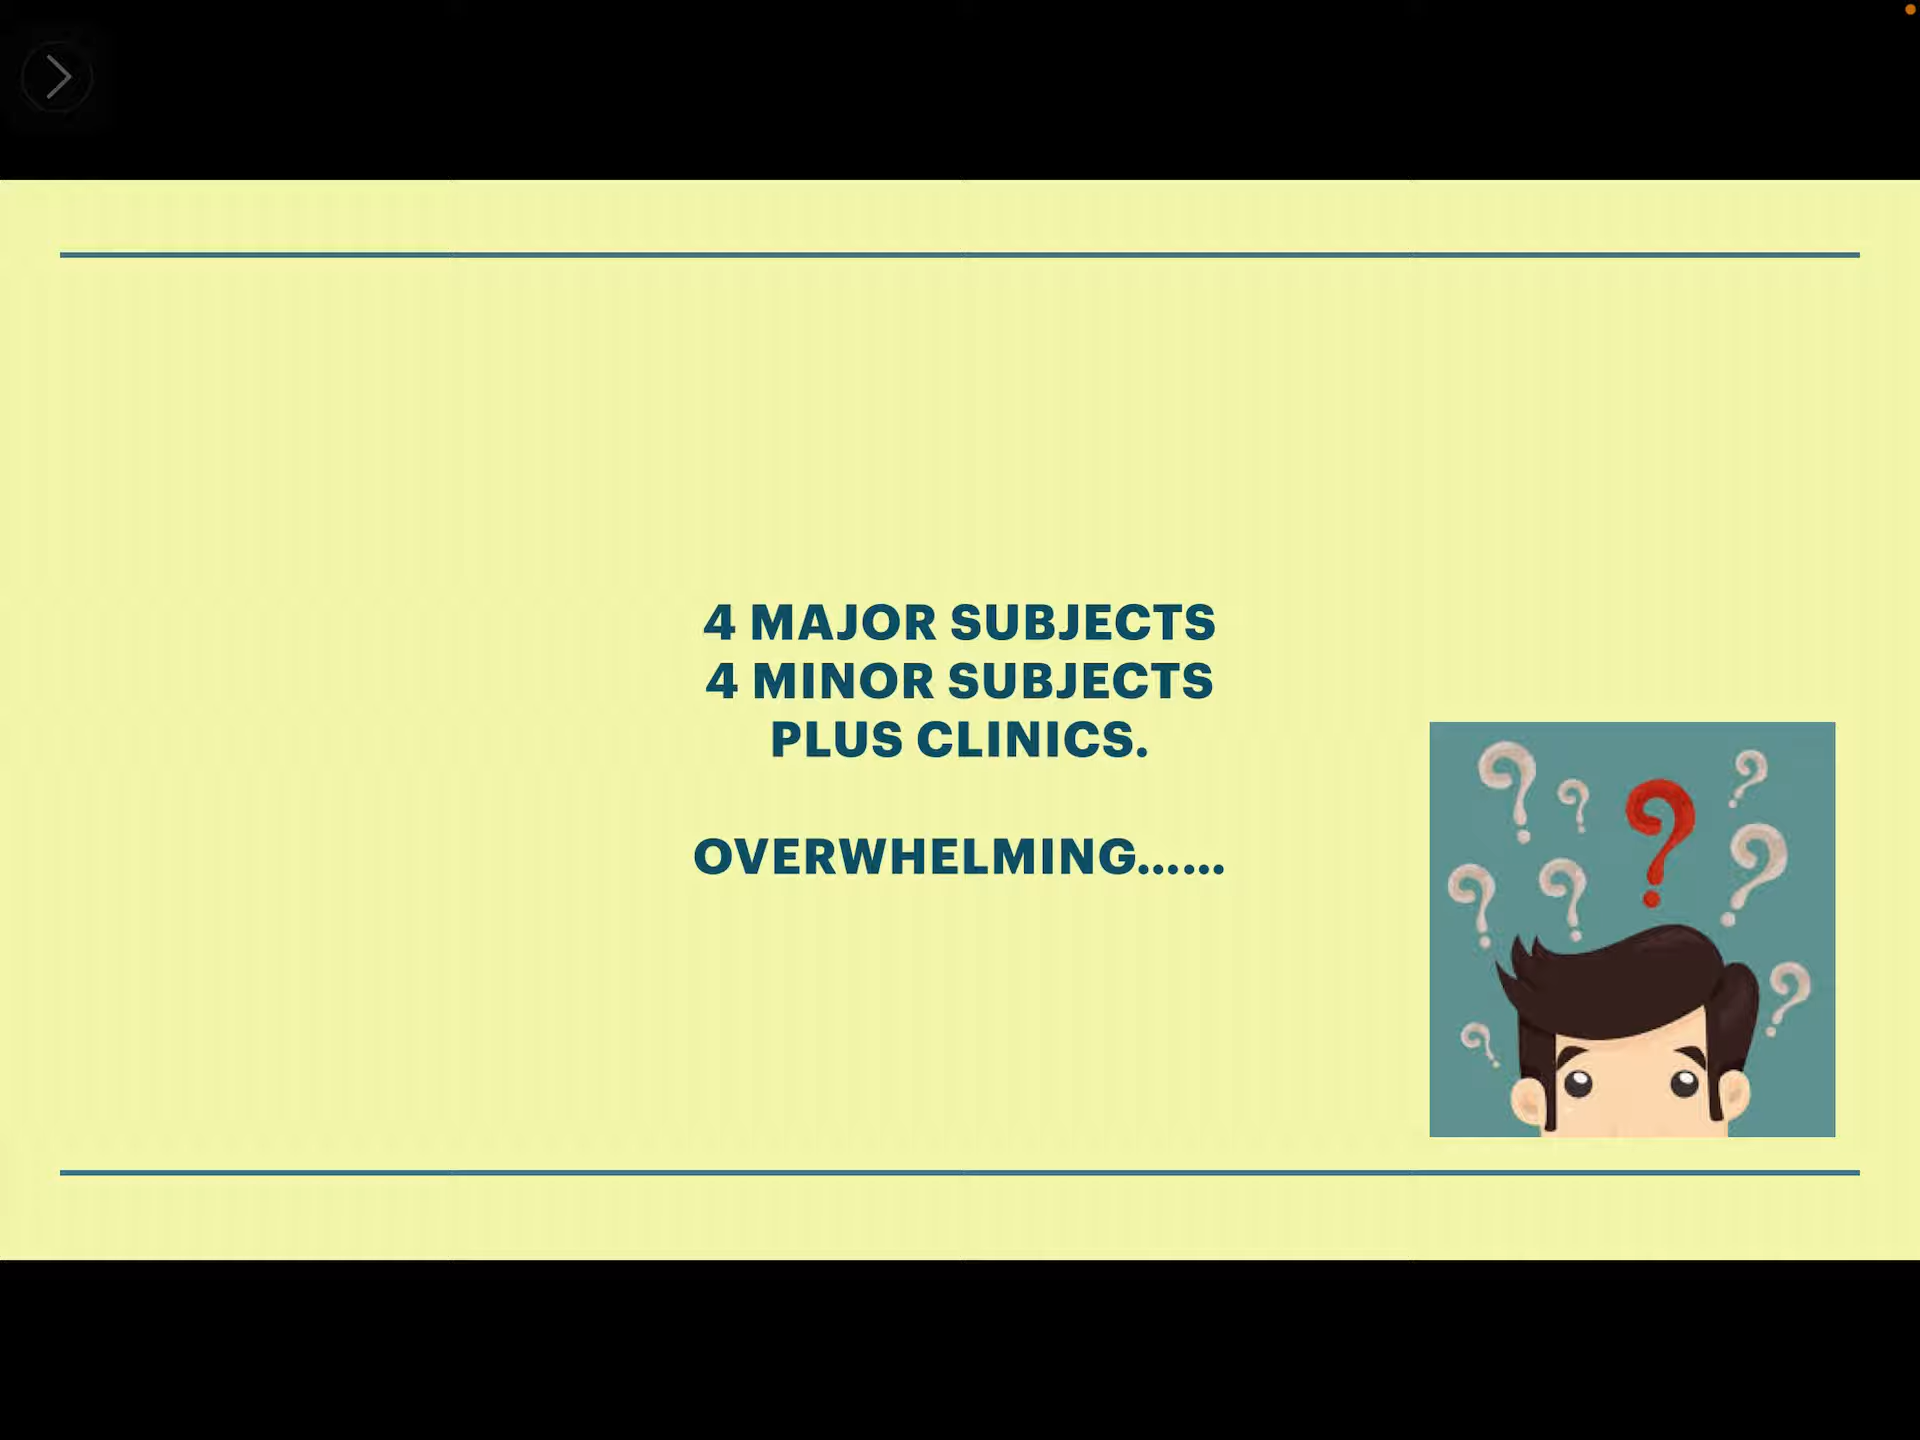 4 MAJOR SUBJECTS
4 MINOR SUBJECTS
PLUS CLINICS.
OVERWHELMING......